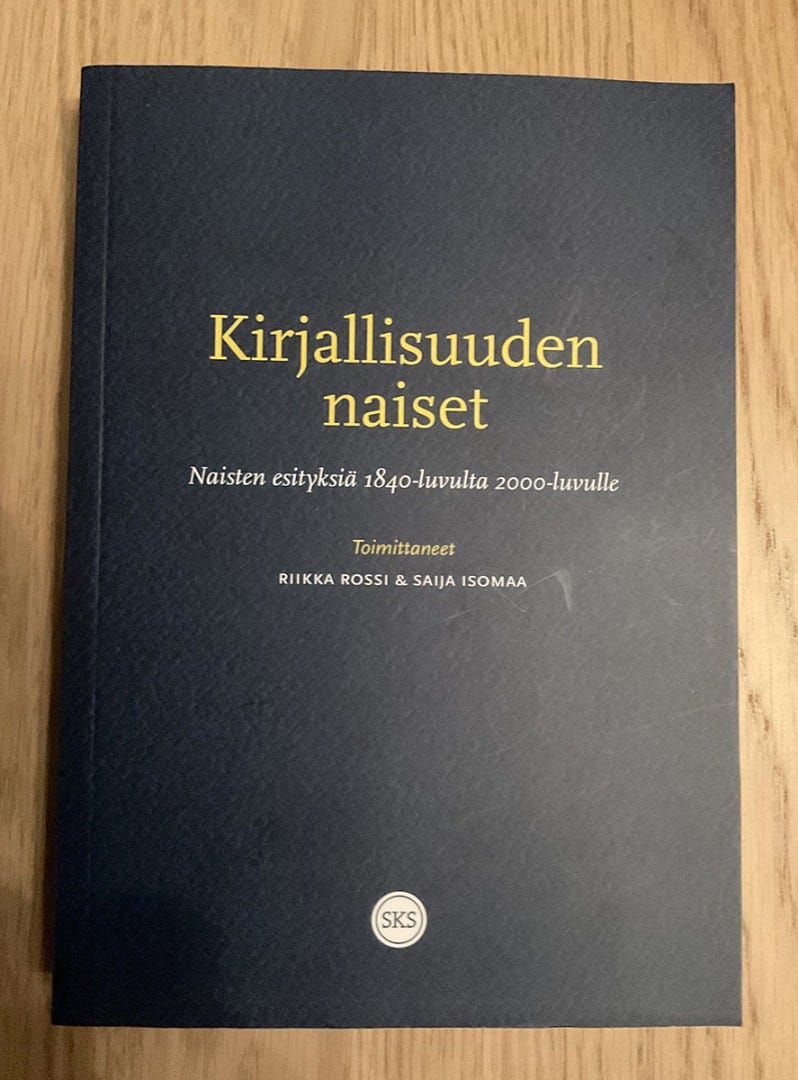 Kirjallisuuden
naiset
Naisten esityksiä 1840-luvulta 2000-luvulle
Toimittaneet
RIIKKA ROSSI & SAIJA ISOMAA
SKS